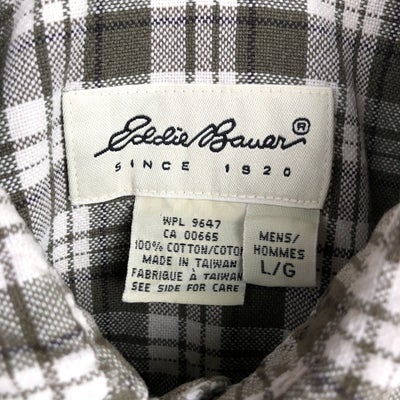 Eddie Bauer®
SINCE 1920
WPL 9647
CA 00665
100% COTTON/COTON
MADE IN TAIWAN
FABRIQUÉ À TAIWAN
SEE SIDE FOR CARE
MENS/
HOMMES
L/G